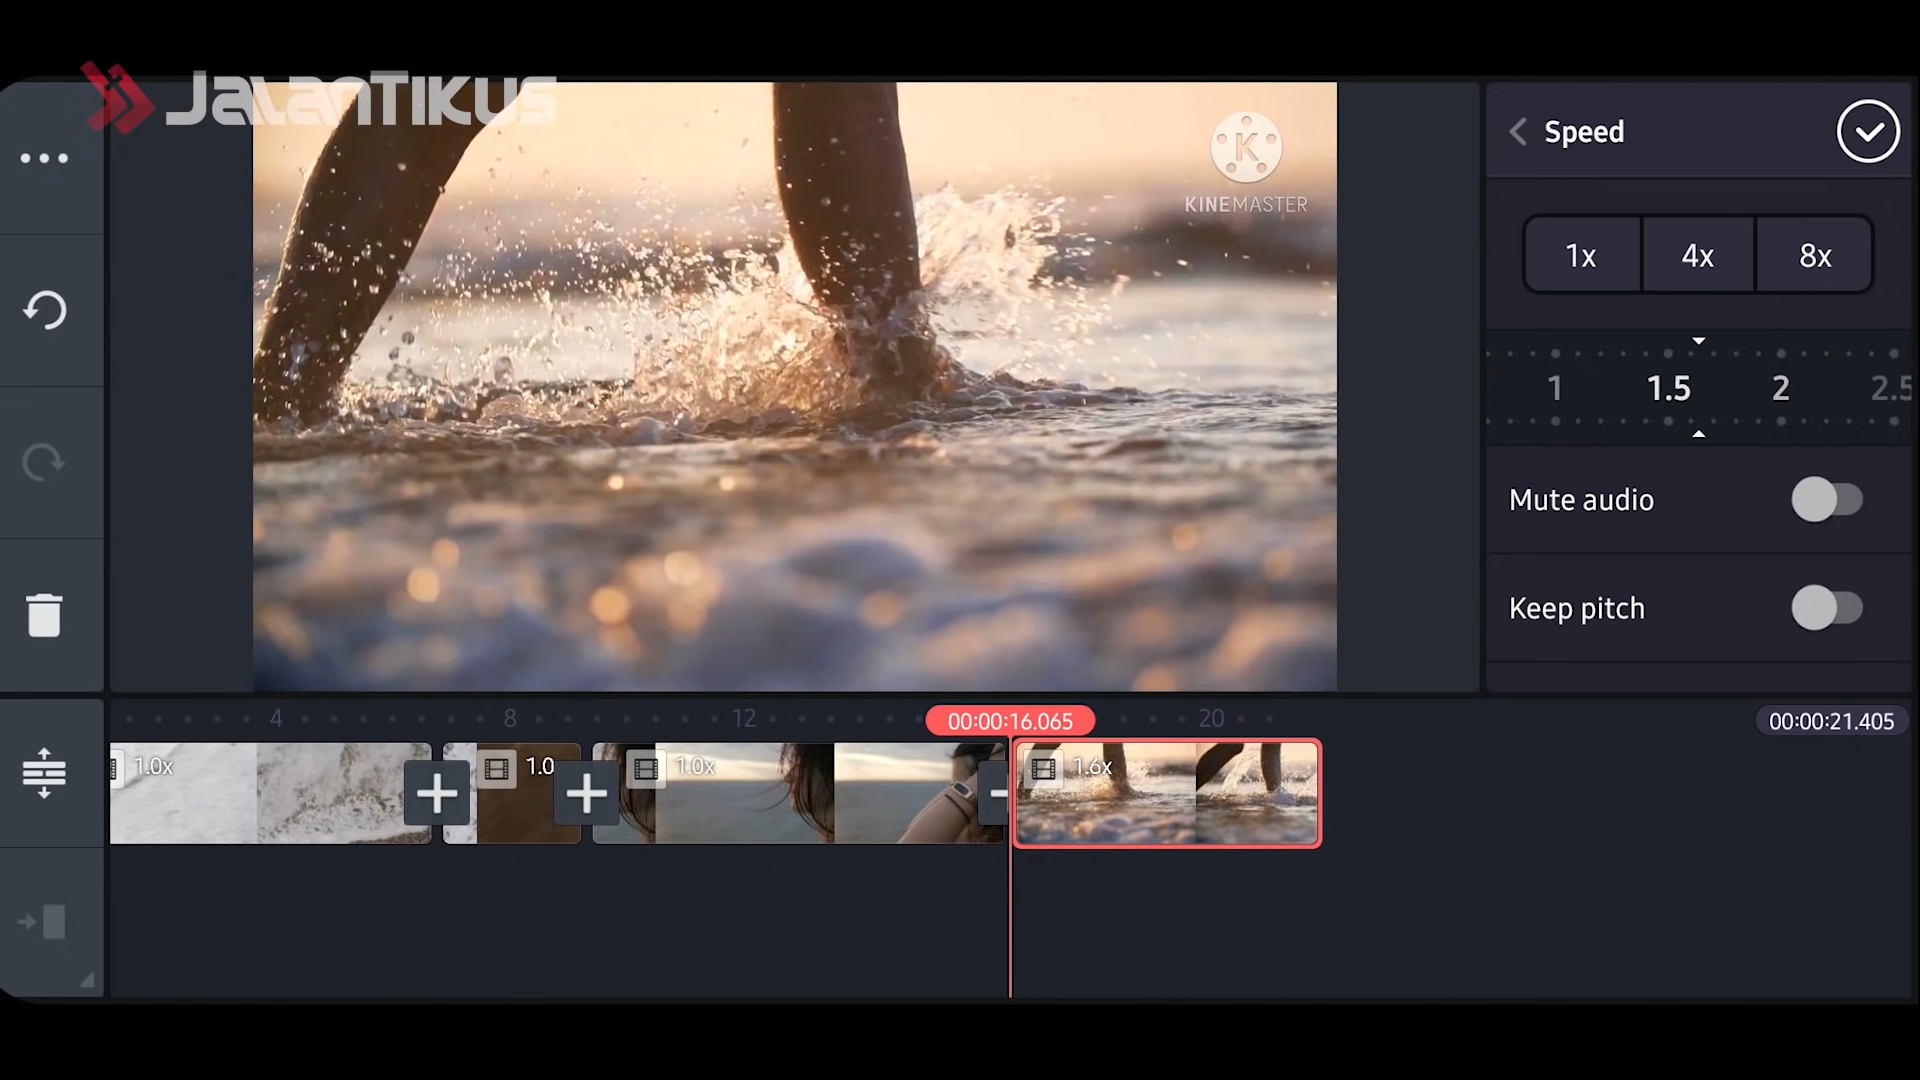 JALANTIKUS
K
KINEMASTER
Speed
1x 4x 8x
1 1.5 2 2.5
Mute audio
Keep pitch
4 8 12 00:00:16.065 20 00:00:21.405
1.0x 1.0 1.0x 1.6x